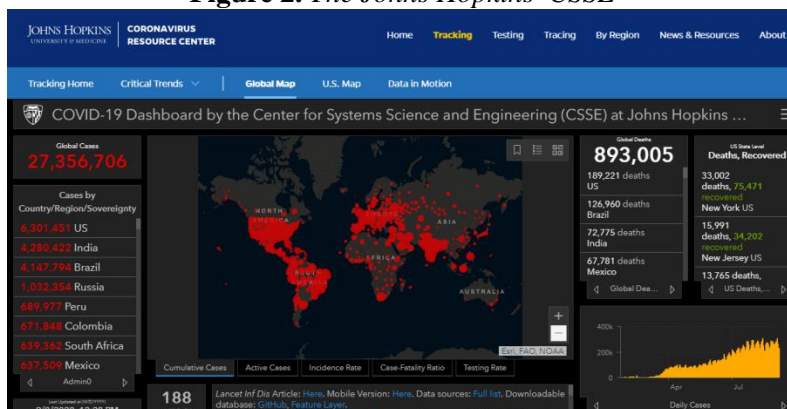 Figure 2. The Johns Hopkins' CSSE
JOHNS HOPKINS
UNIVERSITY & MEDICINE
CORONAVIRUS
RESOURCE CENTER
Home Tracking Testing Tracing By Region News & Resources About
Tracking Home Critical Trends Global Map U.S. Map Data in Motion
COVID-19 Dashboard by the Center for Systems Science and Engineering (CSSE) at Johns Hopkins ...
Global Cases
27,356,706
Cases by
Country/Region/Sovereignty
6,301,451 US
4,280,422 India
4,147,794 Brazil
1,032,354 Russia
689,977 Peru
671,848 Colombia
639,362 South Africa
637,509 Mexico
Admin0
NORTH
AMERICA
SOUTH
AMERICA
EUROPE
AFRICA
ASIA
AUSTRALIA
+
−
Esri, FAO, NOAA
Cumulative Cases Active Cases Incidence Rate Case-Fatality Ratio Testing Rate
188
Lancet Inf Dis Article: Here. Mobile Version: Here. Data sources: Full list. Downloadable
database: GitHub, Feature Layer.
Global Deaths
893,005
189,221 deaths
US
126,960 deaths
Brazil
72,775 deaths
India
67,781 deaths
Mexico
Global Dea...
US State Level
Deaths, Recovered
33,002
deaths, 75,471
recovered
New York US
15,991
deaths, 34,202
recovered
New Jersey US
13,765 deaths,
US Deaths,...
400k
200k
0
Apr Jul
Daily Cases